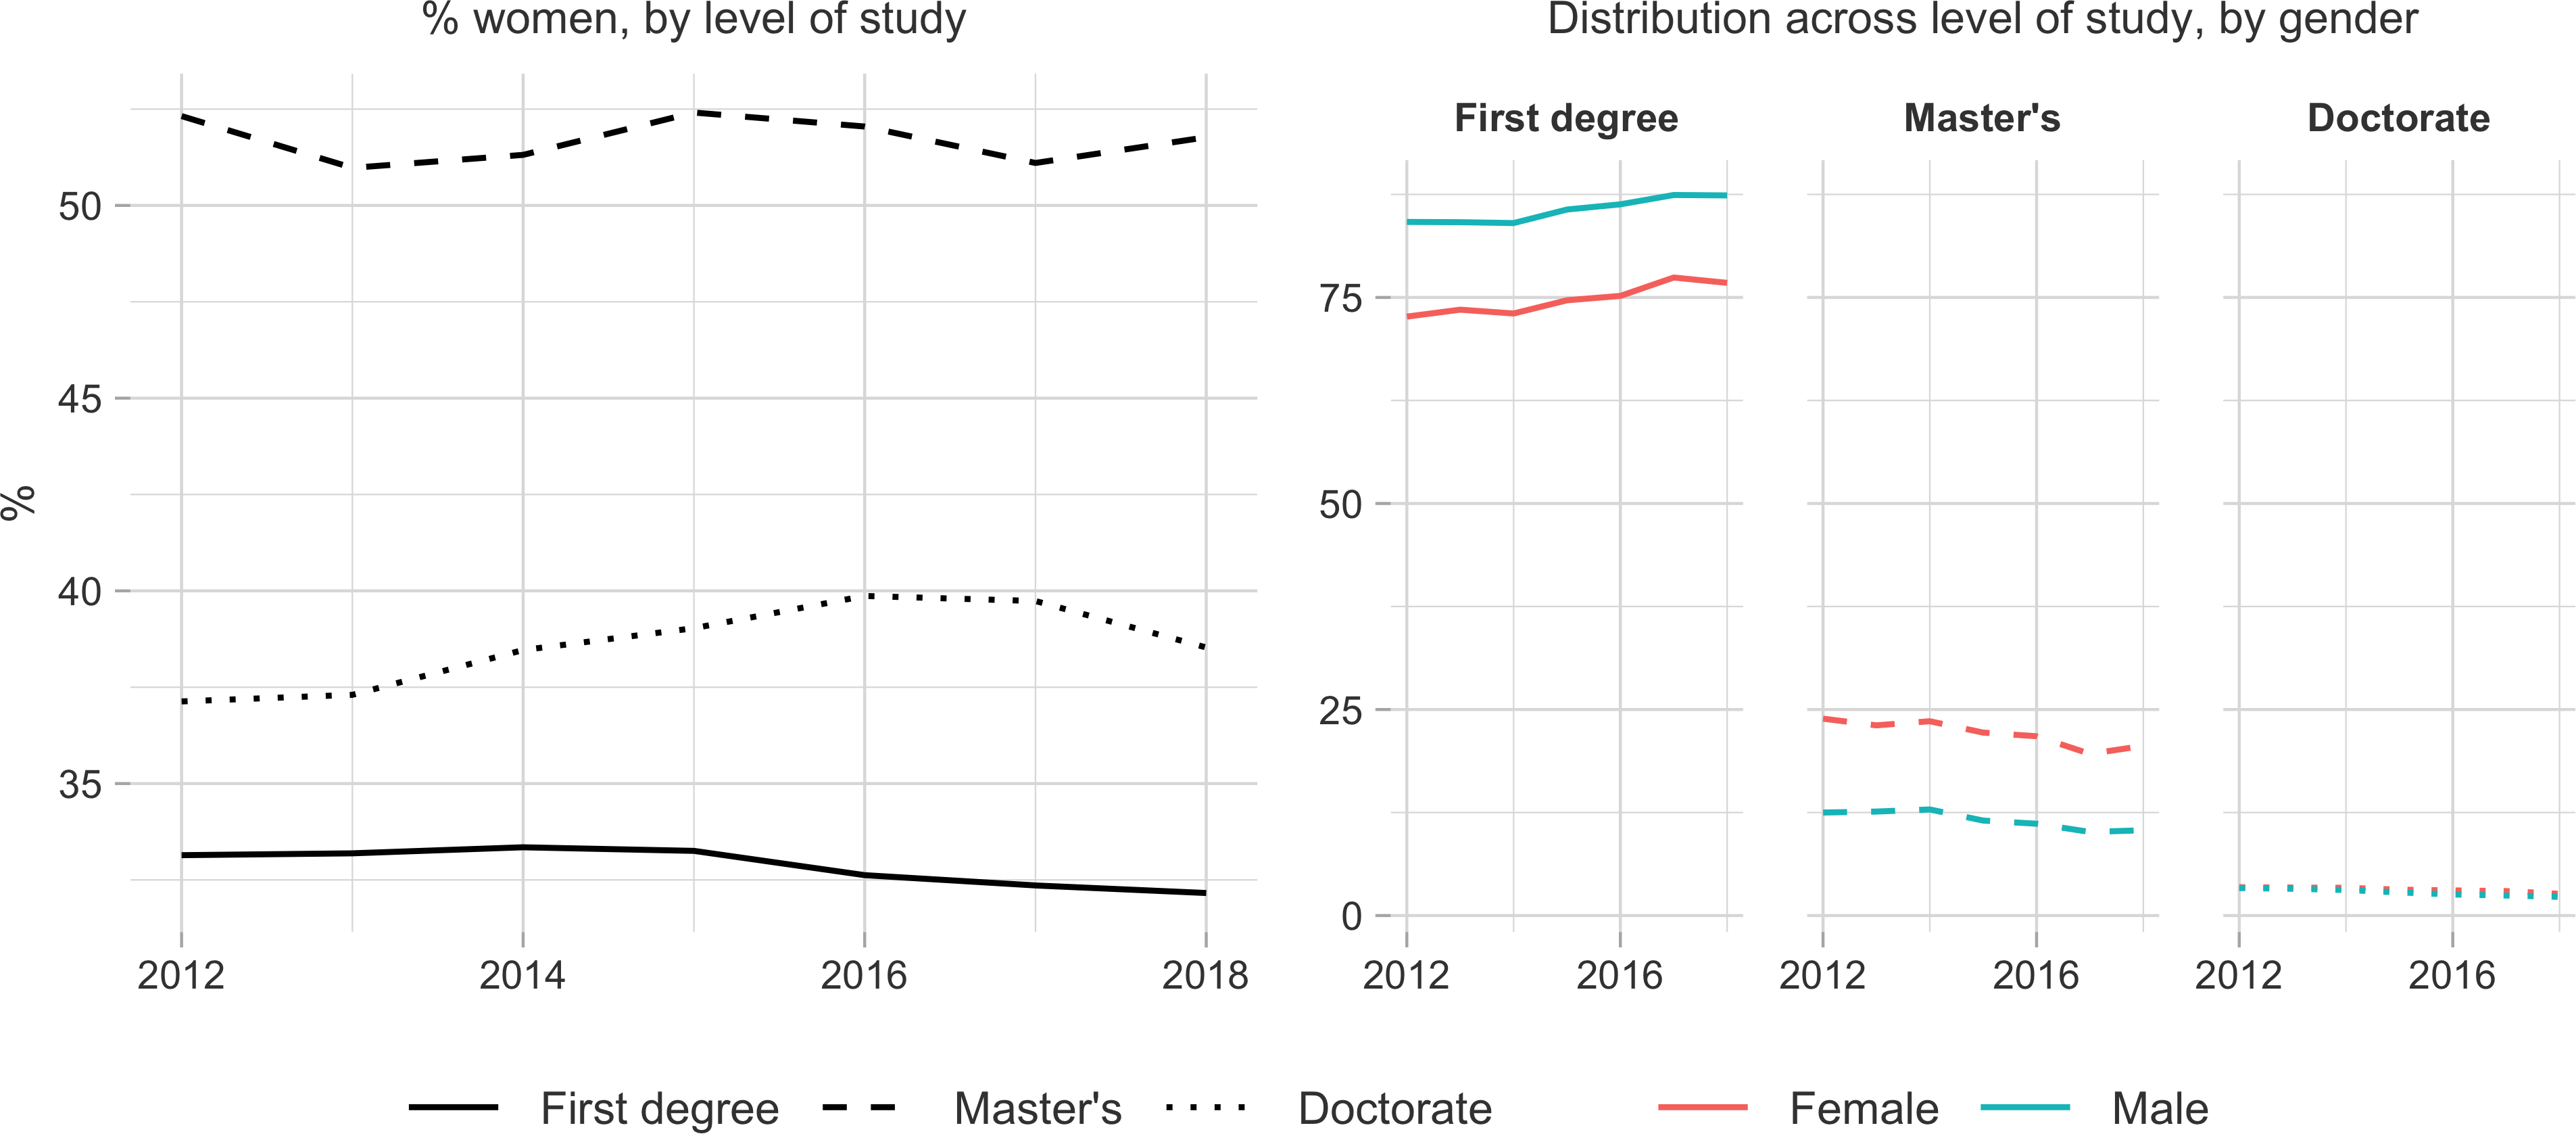 % women, by level of study
Distribution across level of study, by gender
First degree
Master's
Doctorate
%
50
45
40
35
75
50
25
0
2012 2014 2016 2018
2012 2016
2012 2016
2012 2016
First degree Master's Doctorate
Female Male